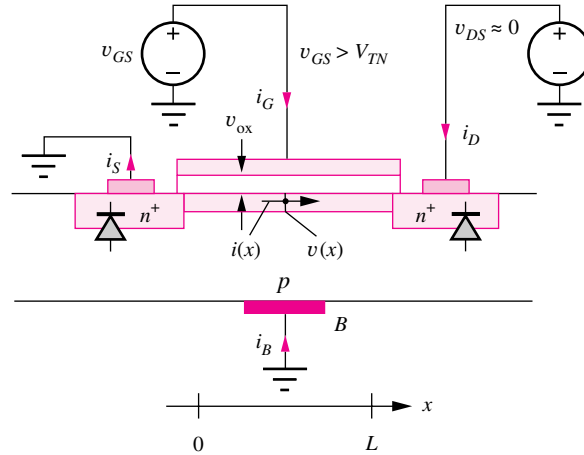 +
+
v_GS
v_GS > V_TN
v_DS ≈ 0
−
−
i_G
v_ox
i_D
i_S
n^+
n^+
i(x)
v(x)
p
B
i_B
x
0
L